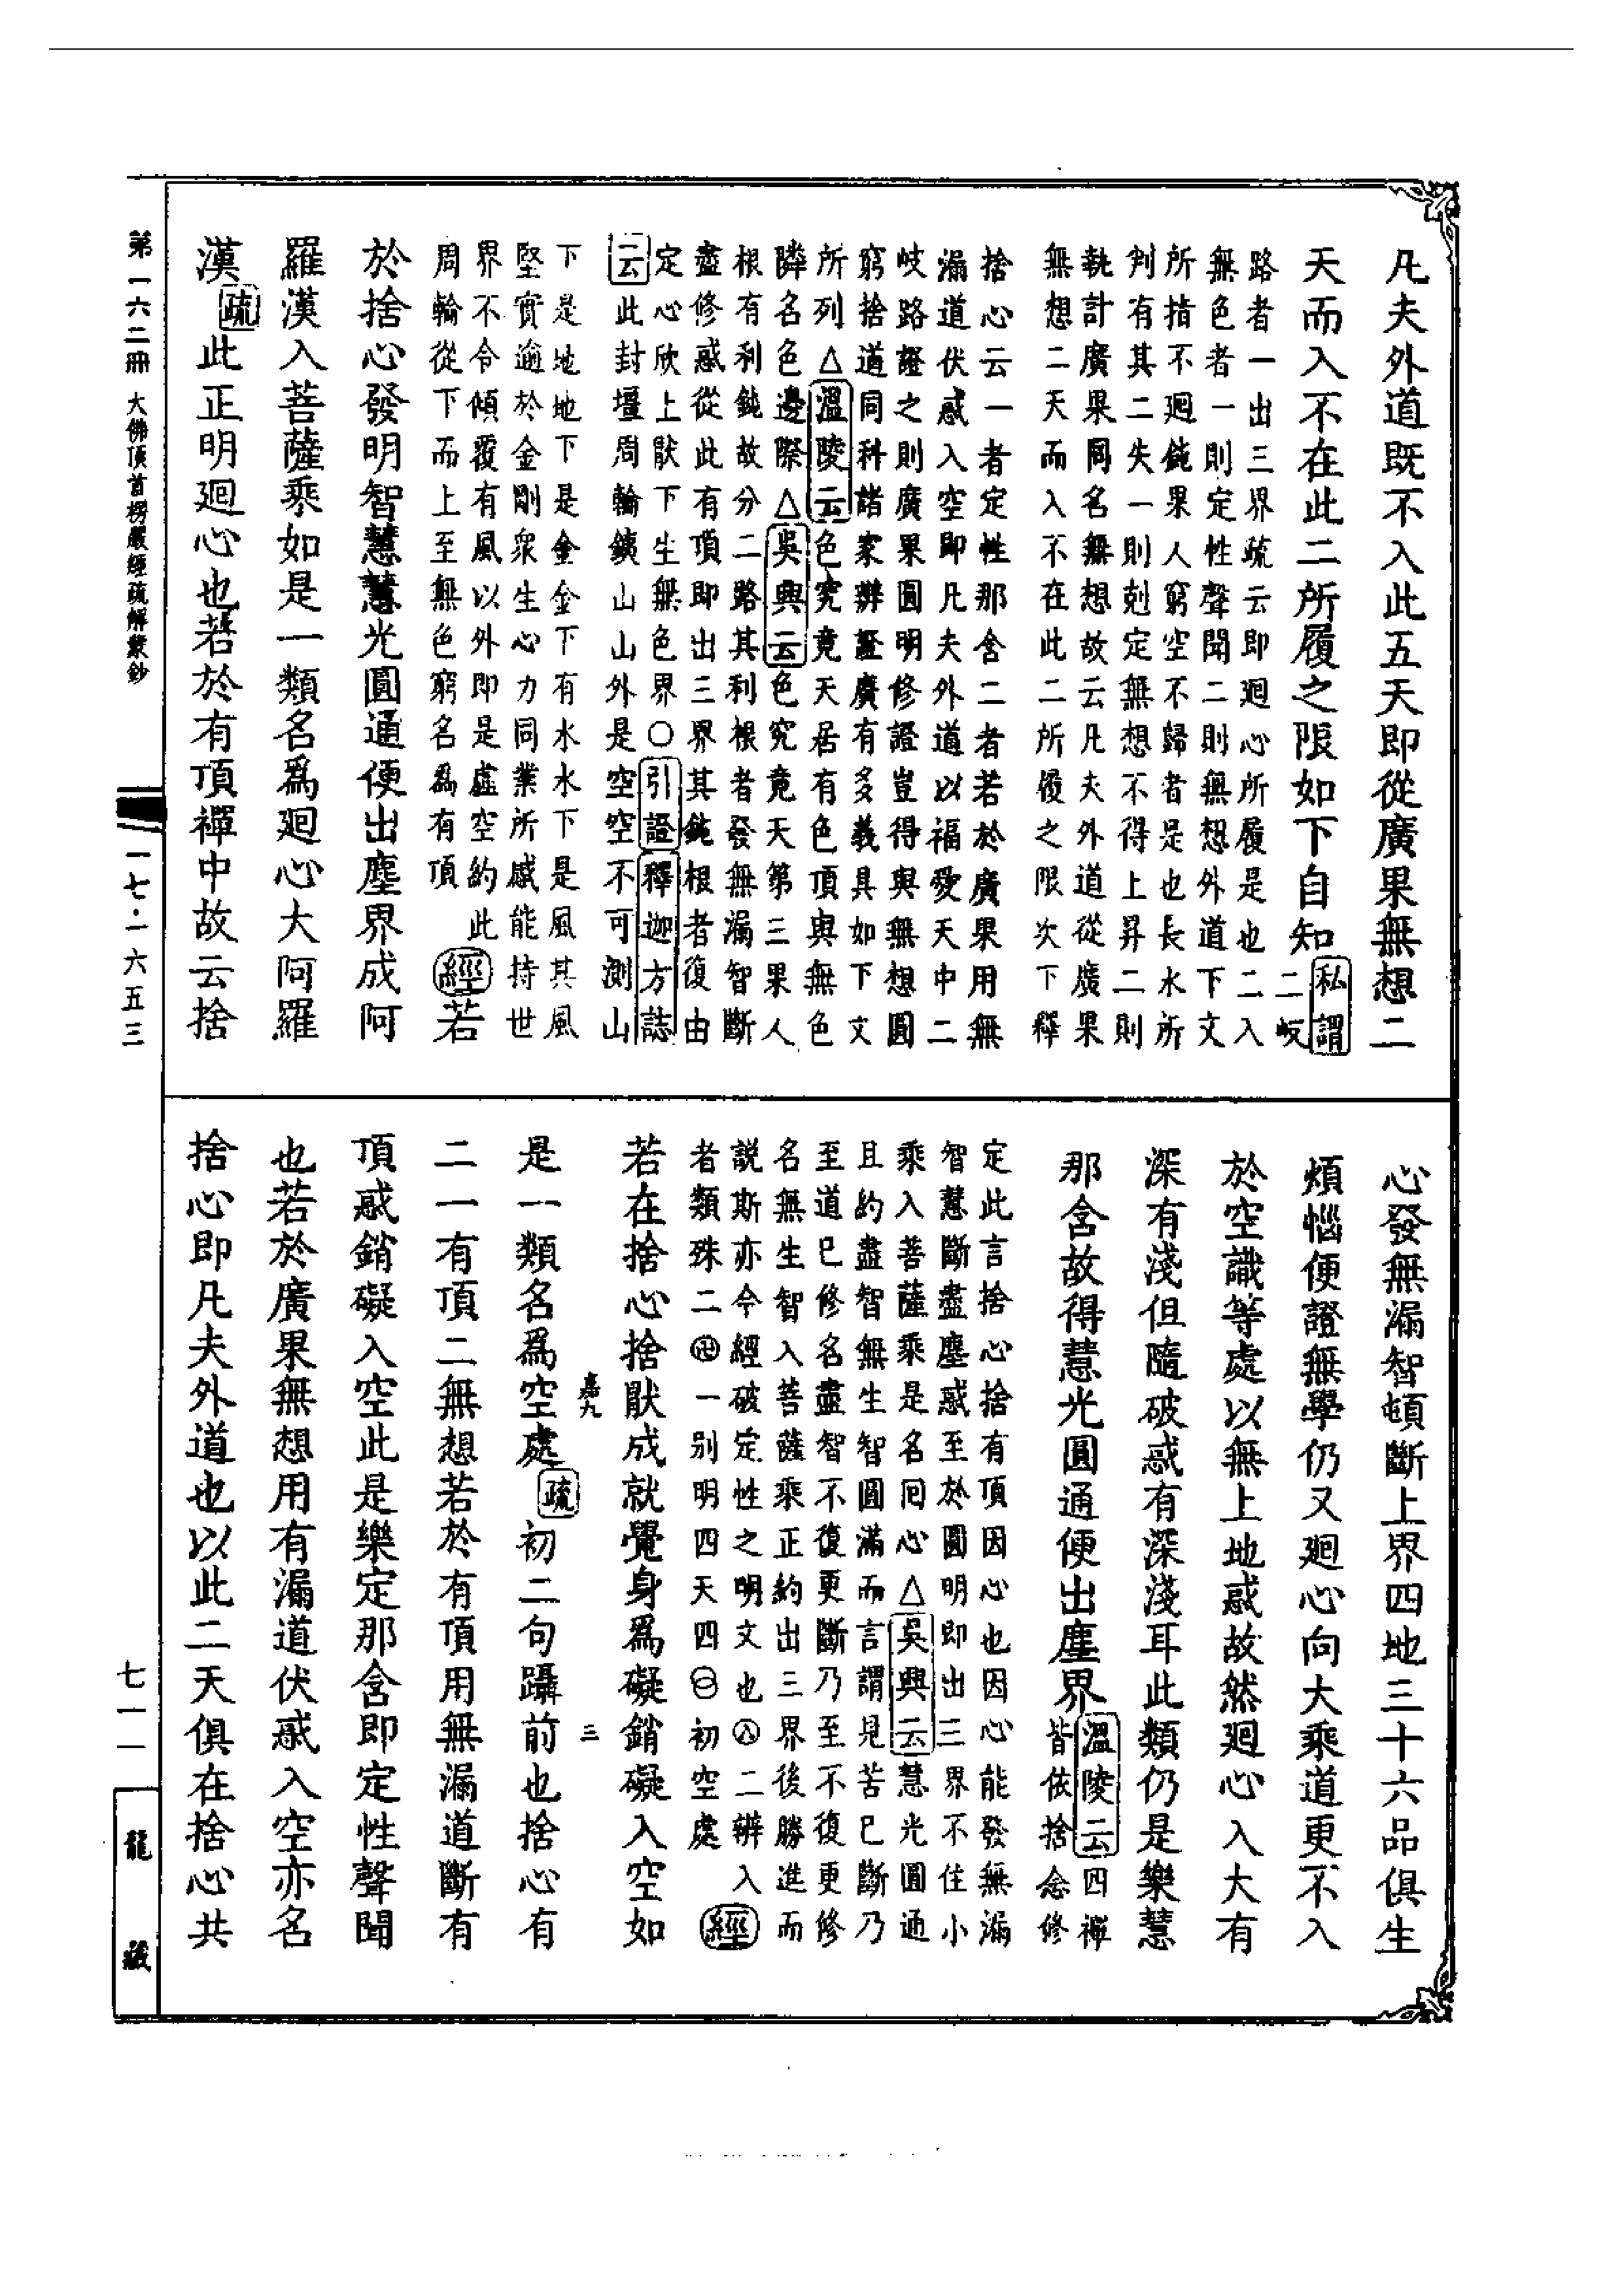 凡夫外道既不入此五天即從廣果無想二
天而入不在此二所履之限如下自知私謂二岐
路者一出三界疏云即廻心所履是也二入
無色者一則定性聲聞二則無想外道下文
所揩不廻鈍果人窮空不歸者是也長水所
判有其二失一則剋定無想不得上昇二則
執計廣果同名無想故云凡夫外道從廣果
無想二天而入不在此二所履之限次下釋
捨心云一者定性那含二者若於廣果用無
漏道伏惑入空即凡夫外道以福愛天中二
岐路證之則廣果圓明修證豈得與無想圓
窮捨道同科諸家辨証廣有多義具如下文
所列△溫陵云色究竟天居有色頂與無色
隣名色邊際△吳興云色究竟天第三果人
根有利鈍故分二路其利根者發無漏智斷
盡修惑從此有頂即出三界其鈍根者復由
定心欣上猒下生無色界○引證釋迦方誌
云此封壃周輪鐵山山外是空空不可測山
下是地地下是金金下有水水下是風其風
堅實逾於金剛衆生心力同業所感能持世
界不令傾覆有風以外即是虛空約此
周輪從下而上至無色窮名爲有頂經若
於捨心發明智慧慧光圓通便出塵界成阿
羅漢入菩薩乘如是一類名爲廻心大阿羅
漢疏此正明廻心也若於有頂禪中故云捨
心發無漏智頓斷上界四地三十六品俱生
煩惱便證無學仍又廻心向大乘道更不入
於空識等處以無上地惑故然廻心入大有
深有淺但隨破惑有深淺耳此類仍是樂慧
那含故得慧光圓通便出塵界溫陵云四禪皆依捨念修
定此言捨心捨有頂因心也因心能發無漏
智慧斷盡塵惑至於圓明即出三界不住小
乘入菩薩乘是名囘心△吳興云慧光圓通
且約盡智無生智圓滿而言謂見苦已斷乃
至道已修名盡智不復更斷乃至不復更修
名無生智入菩薩乘正約出三界後勝進而
説斯亦今經破定性之明文也㊇二辨入
者類殊二㊉一別明四天四㊀初空處經
若在捨心捨猒成就覺身爲礙銷礙入空如
嘉九
三
是一類名爲空處疏初二句躡前也捨心有
二一有頂二無想若於有頂用無漏道斷有
頂惑銷礙入空此是樂定那含即定性聲聞
也若於廣果無想用有漏道伏惑入空亦名
捨心即凡夫外道也以此二天俱在捨心共
第一六二冊 大佛頂首楞嚴經疏解蒙鈔
一七·一六五三
七一一
龍藏